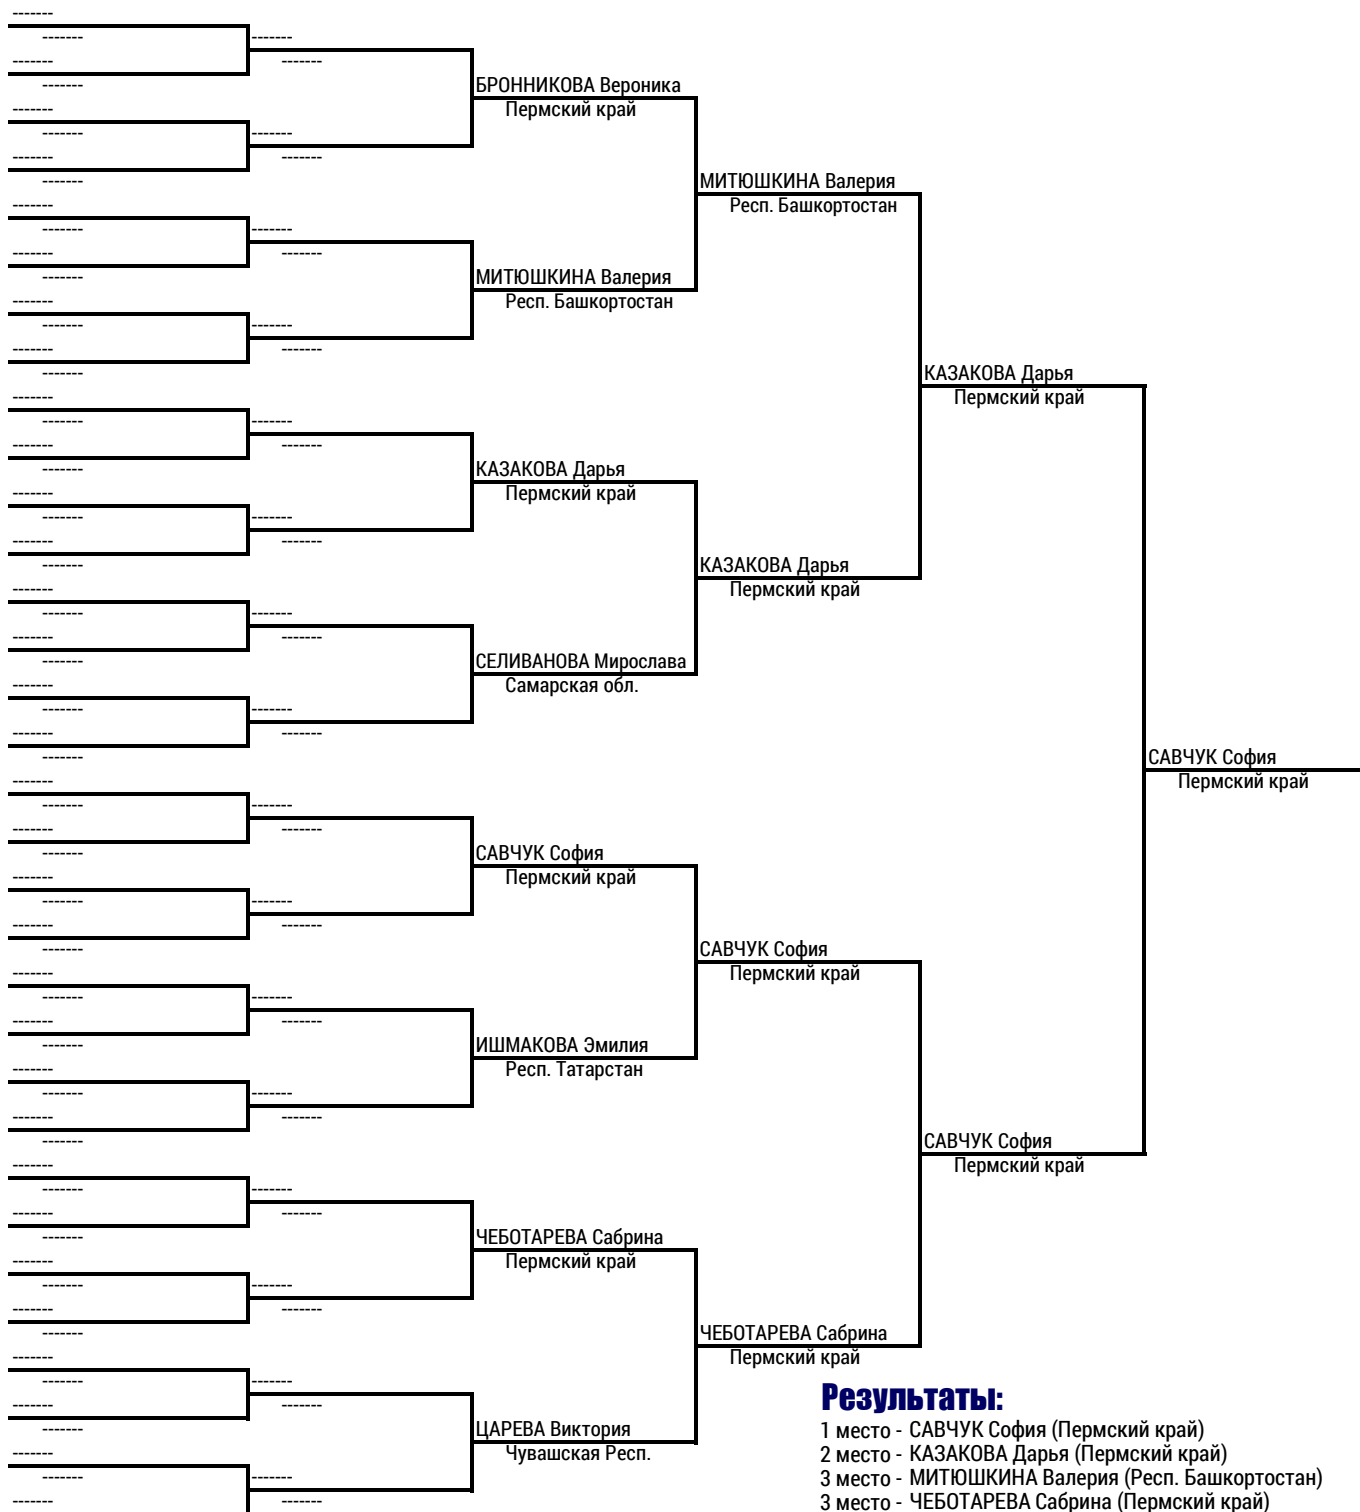 БРОННИКОВА Вероника
Пермский край
МИТЮШКИНА Валерия
Респ. Башкортостан
КАЗАКОВА Дарья
Пермский край
СЕЛИВАНОВА Мирослава
Самарская обл.
САВЧУК София
Пермский край
ИШМАКОВА Эмилия
Респ. Татарстан
ЧЕБОТАРЕВА Сабрина
Пермский край
ЦАРЕВА Виктория
Чувашская Респ.
МИТЮШКИНА Валерия
Респ. Башкортостан
КАЗАКОВА Дарья
Пермский край
САВЧУК София
Пермский край
ЧЕБОТАРЕВА Сабрина
Пермский край
КАЗАКОВА Дарья
Пермский край
САВЧУК София
Пермский край
САВЧУК София
Пермский край
Результаты:
1 место - САВЧУК София (Пермский край)
2 место - КАЗАКОВА Дарья (Пермский край)
3 место - МИТЮШКИНА Валерия (Респ. Башкортостан)
3 место - ЧЕБОТАРЕВА Сабрина (Пермский край)